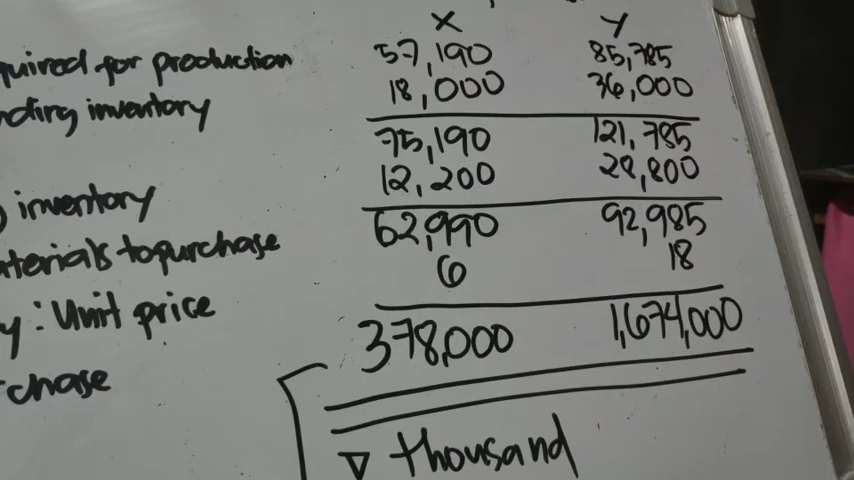 X Y
quired for production 57,190 85,785
nding inventory 18,000 36,000
75,190 121,785
inventory 12,200 28,800
aterials to purchase 62,990 92,985
y: Unit price 6 18
chase 378,000 1,674,000
∇ thousand